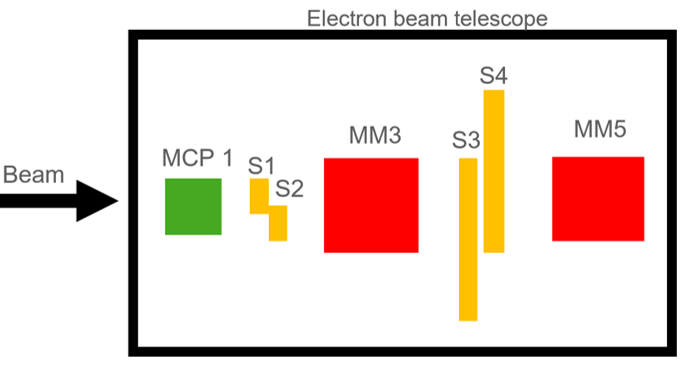 Electron beam telescope
Beam
MCP 1
S1
S2
MM3
S3
S4
MM5